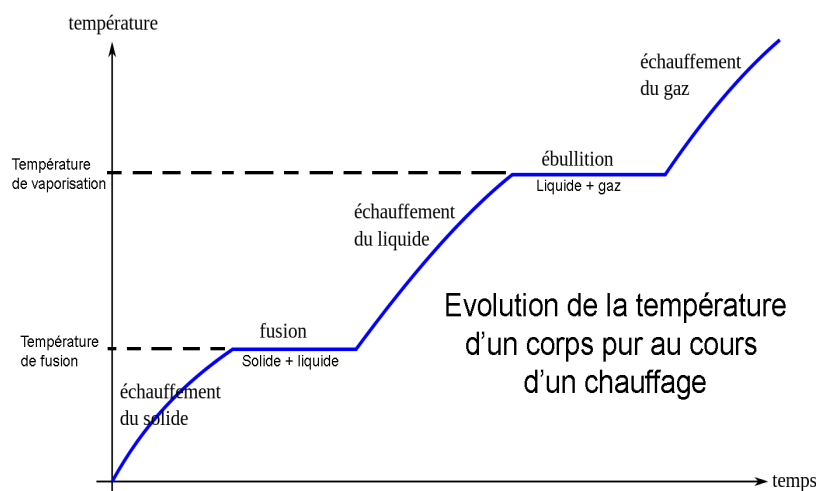 température
échauffement
du gaz
Température
de vaporisation
ébullition
Liquide + gaz
échauffement
du liquide
Evolution de la température
d'un corps pur au cours
d'un chauffage
fusion
Température
de fusion
Solide + liquide
échauffement
du solide
temps